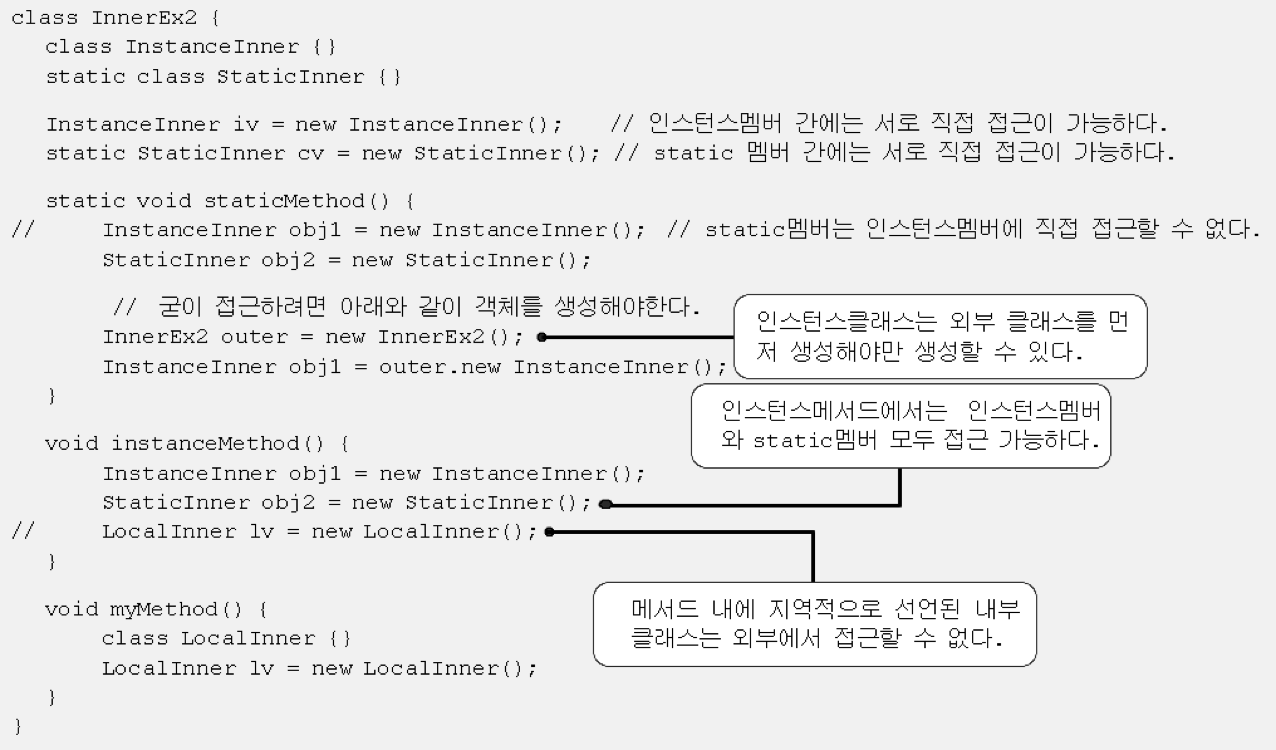 class InnerEx2 {
class InstanceInner {}
static class StaticInner {}
InstanceInner iv = new InstanceInner(); // 인스턴스멤버 간에는 서로 직접 접근이 가능하다.
static StaticInner cv = new StaticInner(); // static 멤버 간에는 서로 직접 접근이 가능하다.
static void staticMethod() {
// InstanceInner obj1 = new InstanceInner(); // static멤버는 인스턴스멤버에 직접 접근할 수 없다.
StaticInner obj2 = new StaticInner();
// 굳이 접근하려면 아래와 같이 객체를 생성해야한다.
InnerEx2 outer = new InnerEx2();
InstanceInner obj1 = outer.new InstanceInner();
인스턴스클래스는 외부 클래스를 먼
저 생성해야만 생성할 수 있다.
}
인스턴스메서드에서는 인스턴스멤버
와 static멤버 모두 접근 가능하다.
void instanceMethod() {
InstanceInner obj1 = new InstanceInner();
StaticInner obj2 = new StaticInner();
// LocalInner lv = new LocalInner();
}
메서드 내에 지역적으로 선언된 내부
클래스는 외부에서 접근할 수 없다.
void myMethod() {
class LocalInner {}
LocalInner lv = new LocalInner();
}
}